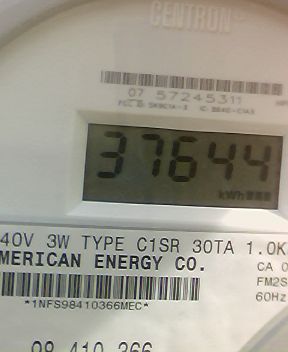 CENTRON
07 57245311
37644
kWh
40V 3W TYPE C1SR 30TA 1.0K
MERICAN ENERGY CO.
CA 0
FM2S
60Hz
*1NFS98410366MEC*
98 410 366